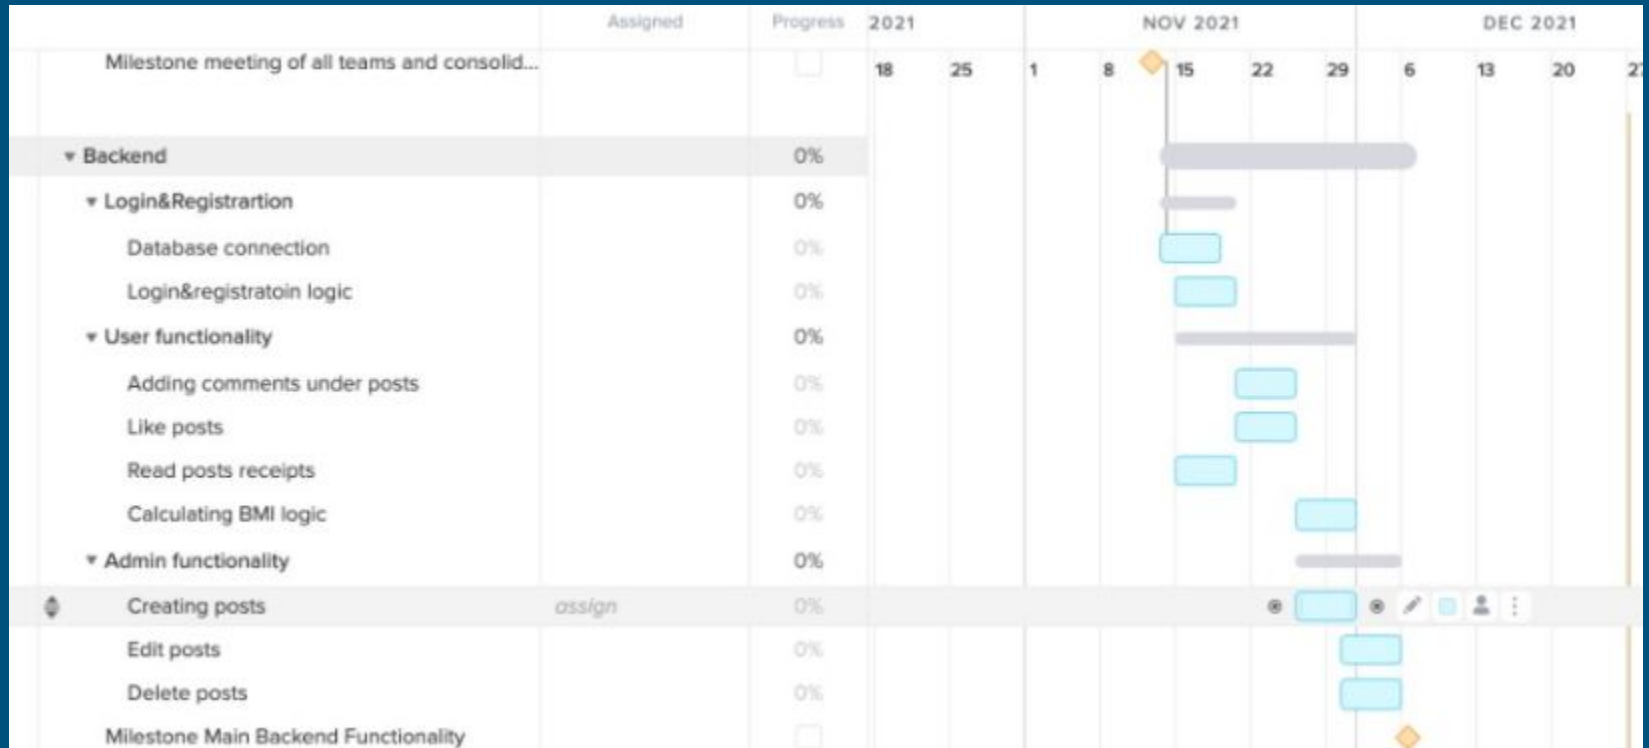 Assigned Progress 2021 NOV 2021 DEC 2021
Milestone meeting of all teams and consolid...
18 25 1 8 15 22 29 6 13 20 27
Backend 0%
Login&Registrartion 0%
Database connection 0%
Login&registratoin logic 0%
User functionality 0%
Adding comments under posts 0%
Like posts 0%
Read posts receipts 0%
Calculating BMI logic 0%
Admin functionality 0%
Creating posts assign 0%
Edit posts 0%
Delete posts 0%
Milestone Main Backend Functionality